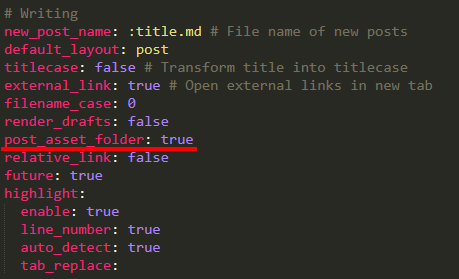 # Writing
new_post_name: :title.md # File name of new posts
default_layout: post
titlecase: false # Transform title into titlecase
external_link: true # Open external links in new tab
filename_case: 0
render_drafts: false
post_asset_folder: true
relative_link: false
future: true
highlight:
  enable: true
  line_number: true
  auto_detect: true
  tab_replace: